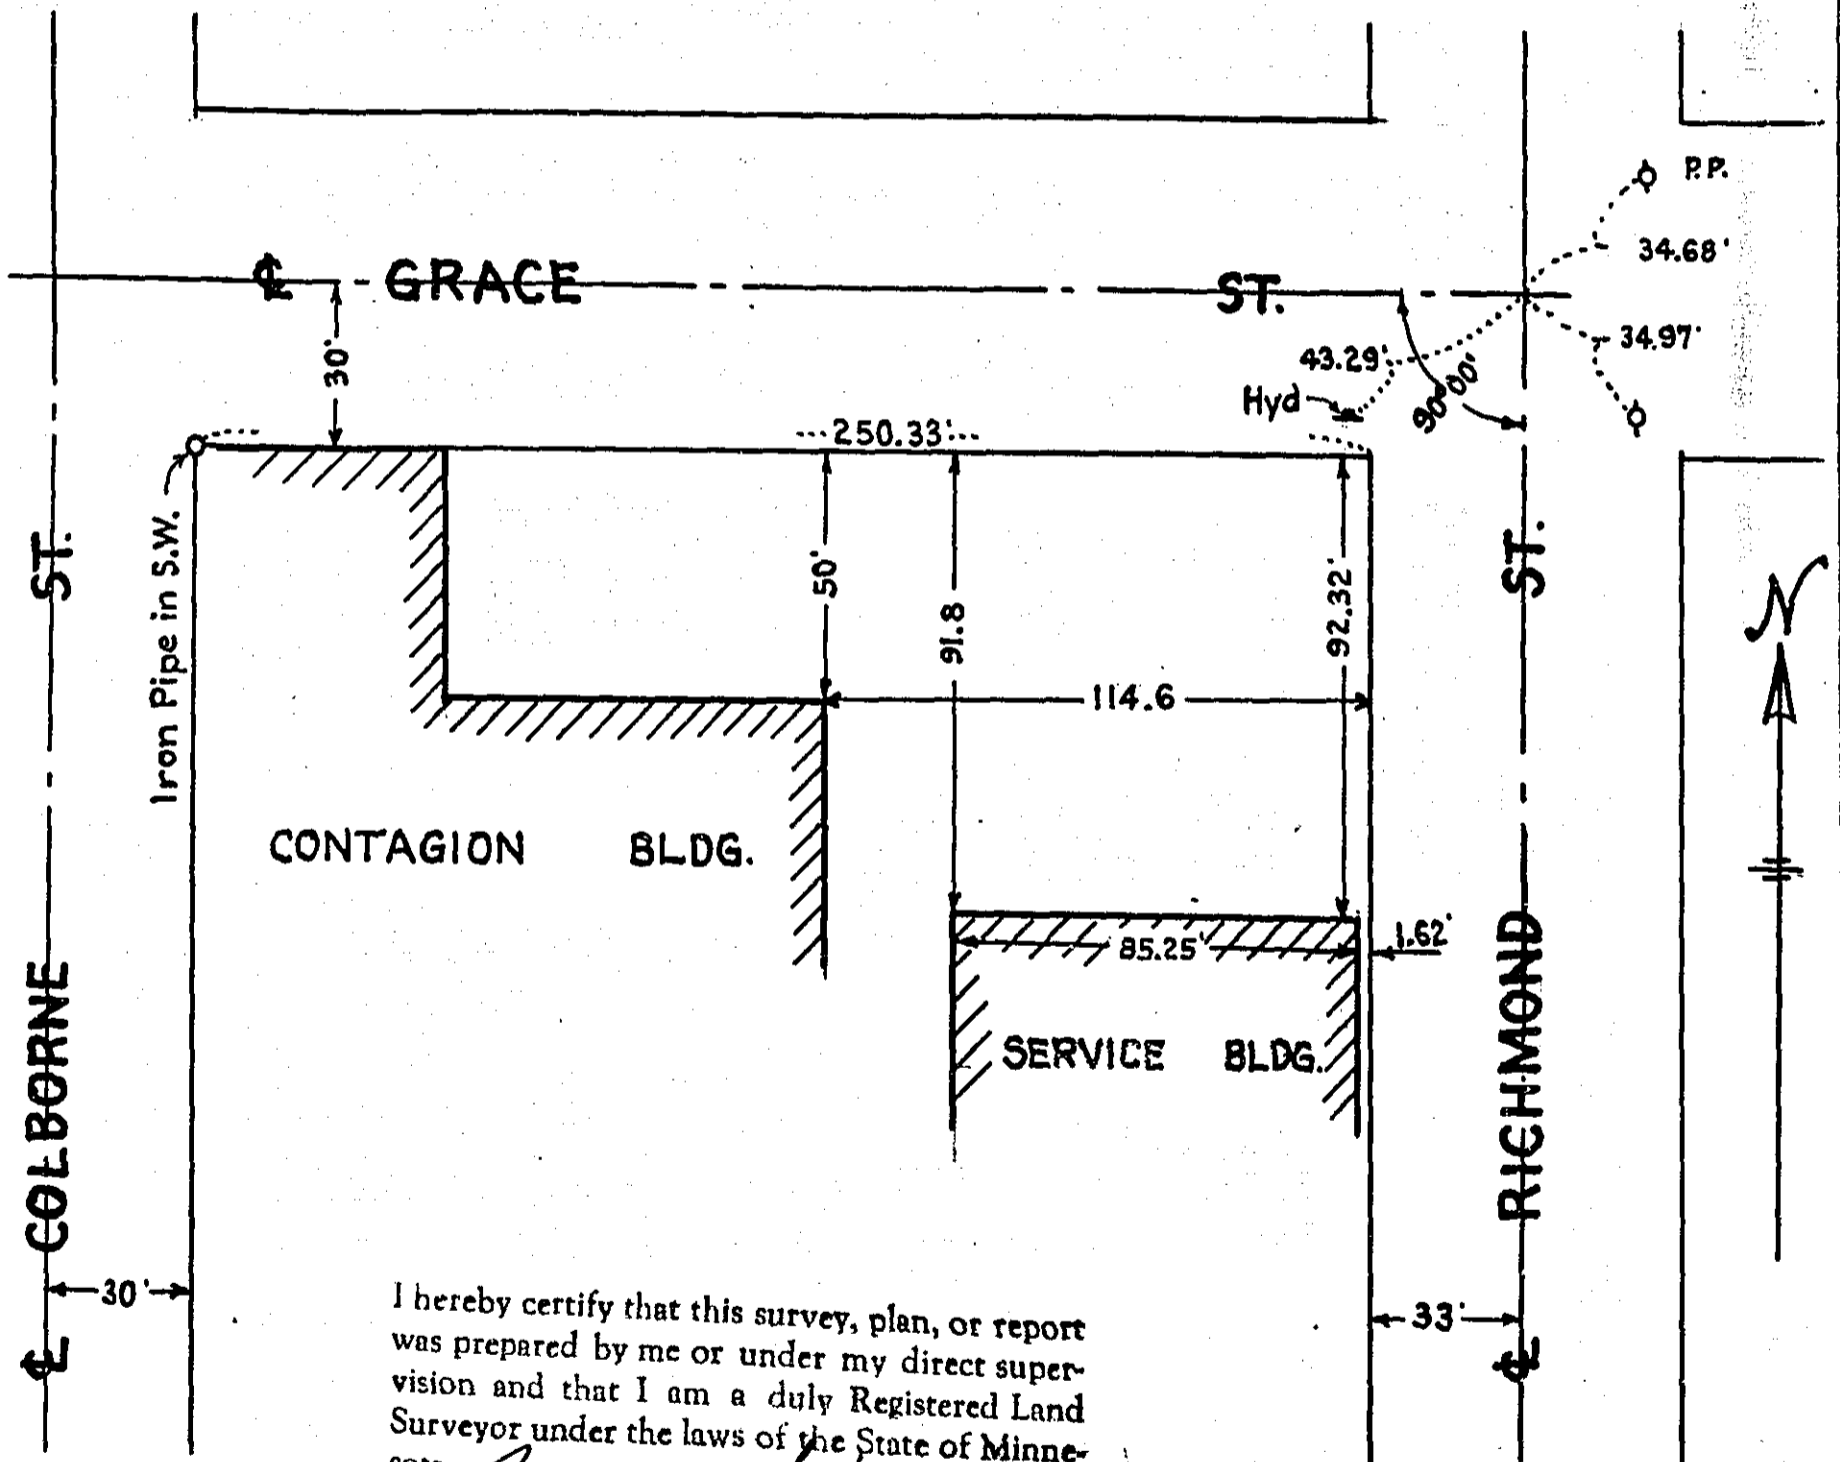 P.P.
34.68'
℄ GRACE ST.
30'
34.97'
43.29'
Hyd
90°00'
250.33'
Iron Pipe in S.W.
50'
91.8
92.32'
114.6
N
CONTAGION BLDG.
85.25'
1.62'
SERVICE BLDG.
℄ COLBORNE ST.
℄ RICHMOND ST.
30'
33'
I hereby certify that this survey, plan, or report
was prepared by me or under my direct super-
vision and that I am a duly Registered Land
Surveyor under the laws of the State of Minne-